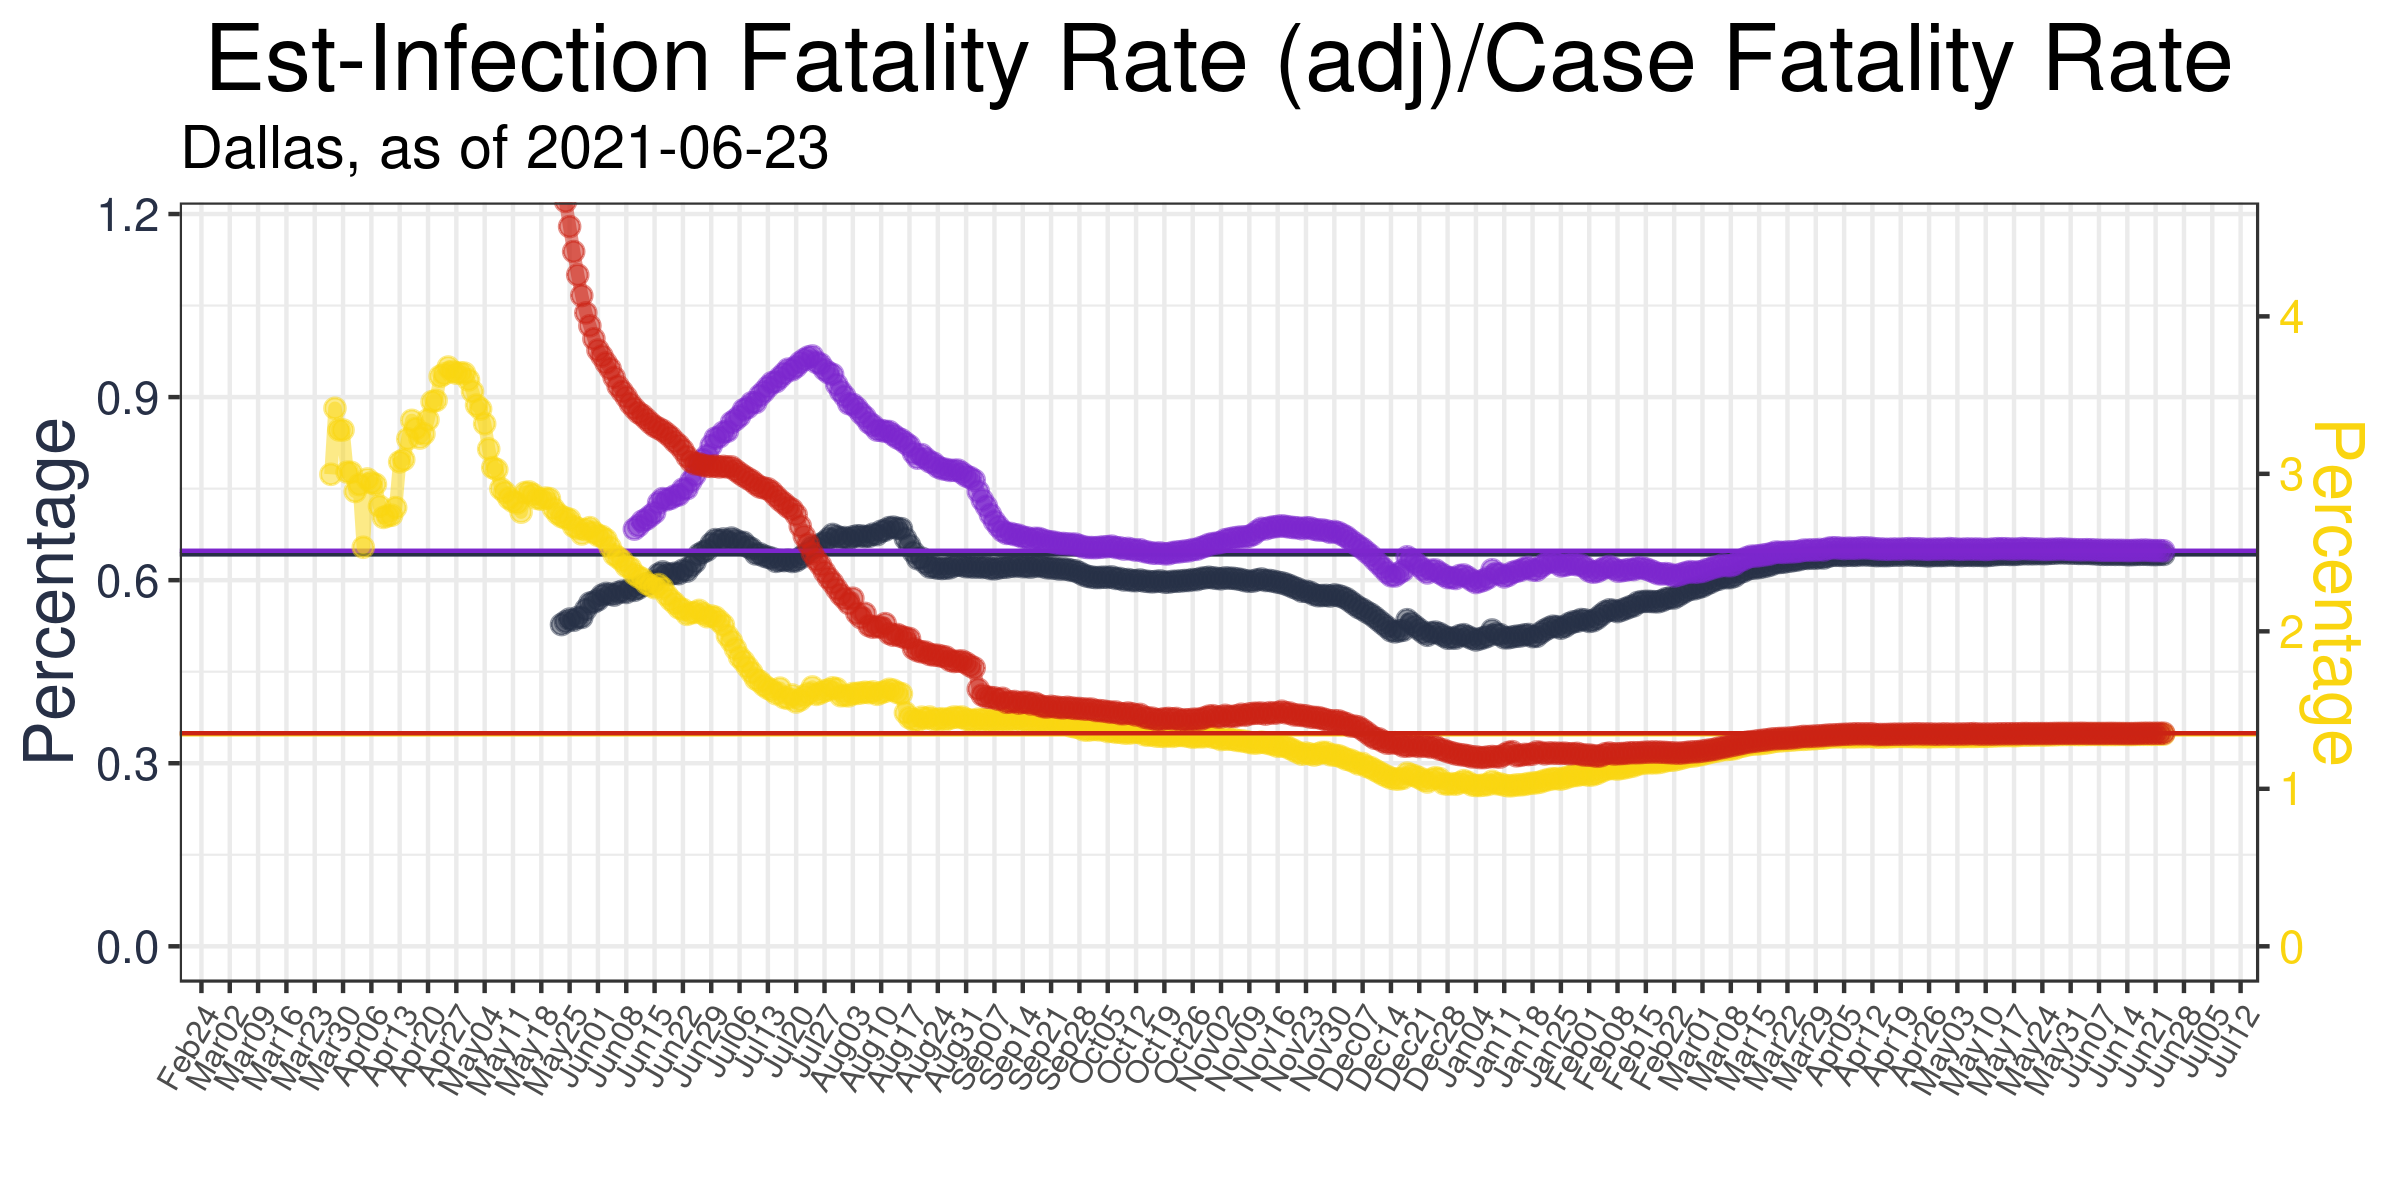 Est-Infection Fatality Rate (adj)/Case Fatality Rate
Dallas, as of 2021-06-23
Percentage
1.2
0.9
0.6
0.3
0.0
4
3
2
1
0
Percentage
Feb24
Mar02
Mar09
Mar16
Mar23
Mar30
Apr06
Apr13
Apr20
Apr27
May04
May11
May18
May25
Jun01
Jun08
Jun15
Jun22
Jun29
Jul06
Jul13
Jul20
Jul27
Aug03
Aug10
Aug17
Aug24
Aug31
Sep07
Sep14
Sep21
Sep28
Oct05
Oct12
Oct19
Oct26
Nov02
Nov09
Nov16
Nov23
Nov30
Dec07
Dec14
Dec21
Dec28
Jan04
Jan11
Jan18
Jan25
Feb01
Feb08
Feb15
Feb22
Mar01
Mar08
Mar15
Mar22
Mar29
Apr05
Apr12
Apr19
Apr26
May03
May10
May17
May24
May31
Jun07
Jun14
Jun21
Jun28
Jul05
Jul12